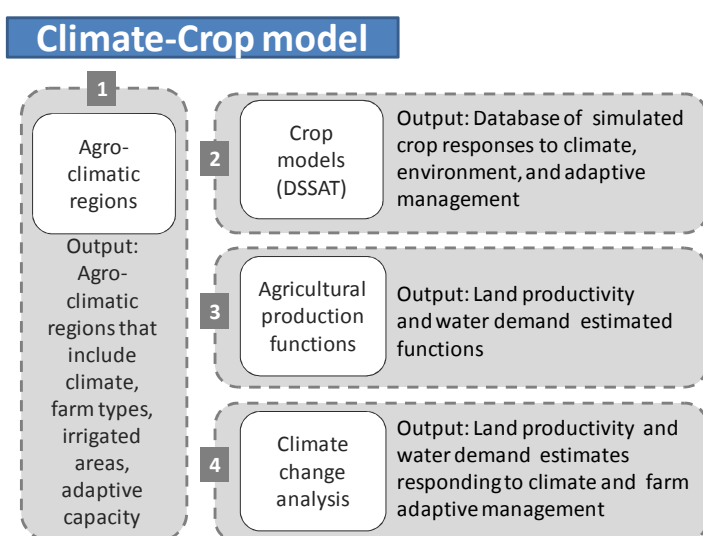 Climate-Crop model
1
Agro-
climatic
regions
Output:
Agro-
climatic
regions that
include
climate,
farm types,
irrigated
areas,
adaptive
capacity
2
Crop
models
(DSSAT)
Output: Database of simulated
crop responses to climate,
environment, and adaptive
management
3
Agricultural
production
functions
Output: Land productivity
and water demand estimated
functions
4
Climate
change
analysis
Output: Land productivity and
water demand estimates
responding to climate and farm
adaptive management